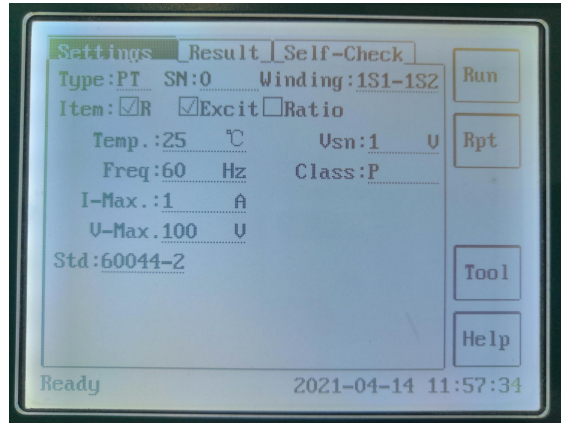 Settings Result Self-Check
Type:PT SN:0 Winding:1S1-1S2 Run
Item: ☑R ☑Excit ☐Ratio
Temp.:25 ℃ Vsn:1 V Rpt
Freq:60 Hz Class:P
I-Max.:1 A
V-Max.100 V
Std:60044-2 Tool
Help
Ready 2021-04-14 11:57:34